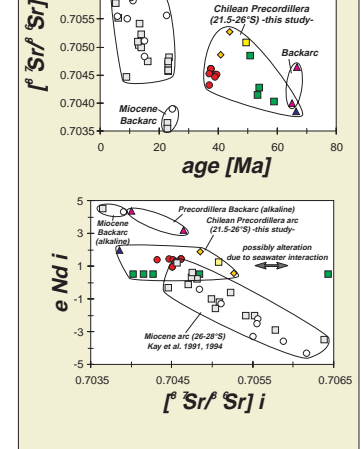 Chilean Precordillera
(21.5-26°S) -this study-
0.7055
[⁸⁷Sr/⁸⁶Sr]
Backarc
0.7045
0.7040
Miocene
Backarc
0.7035
0 20 40 60 80
age [Ma]
5
Precordillera Backarc (alkaline)
Miocene
Backarc
(alkaline)
Chilean Precordillera arc
(21.5-26°S) -this study-
3
possibly alteration
due to seawater interaction
1
e Nd i
-1
-3
Miocene arc (26-28°S)
Kay et al. 1991, 1994
-5
0.7035 0.7045 0.7055 0.7065
[⁸⁷Sr/⁸⁶Sr] i